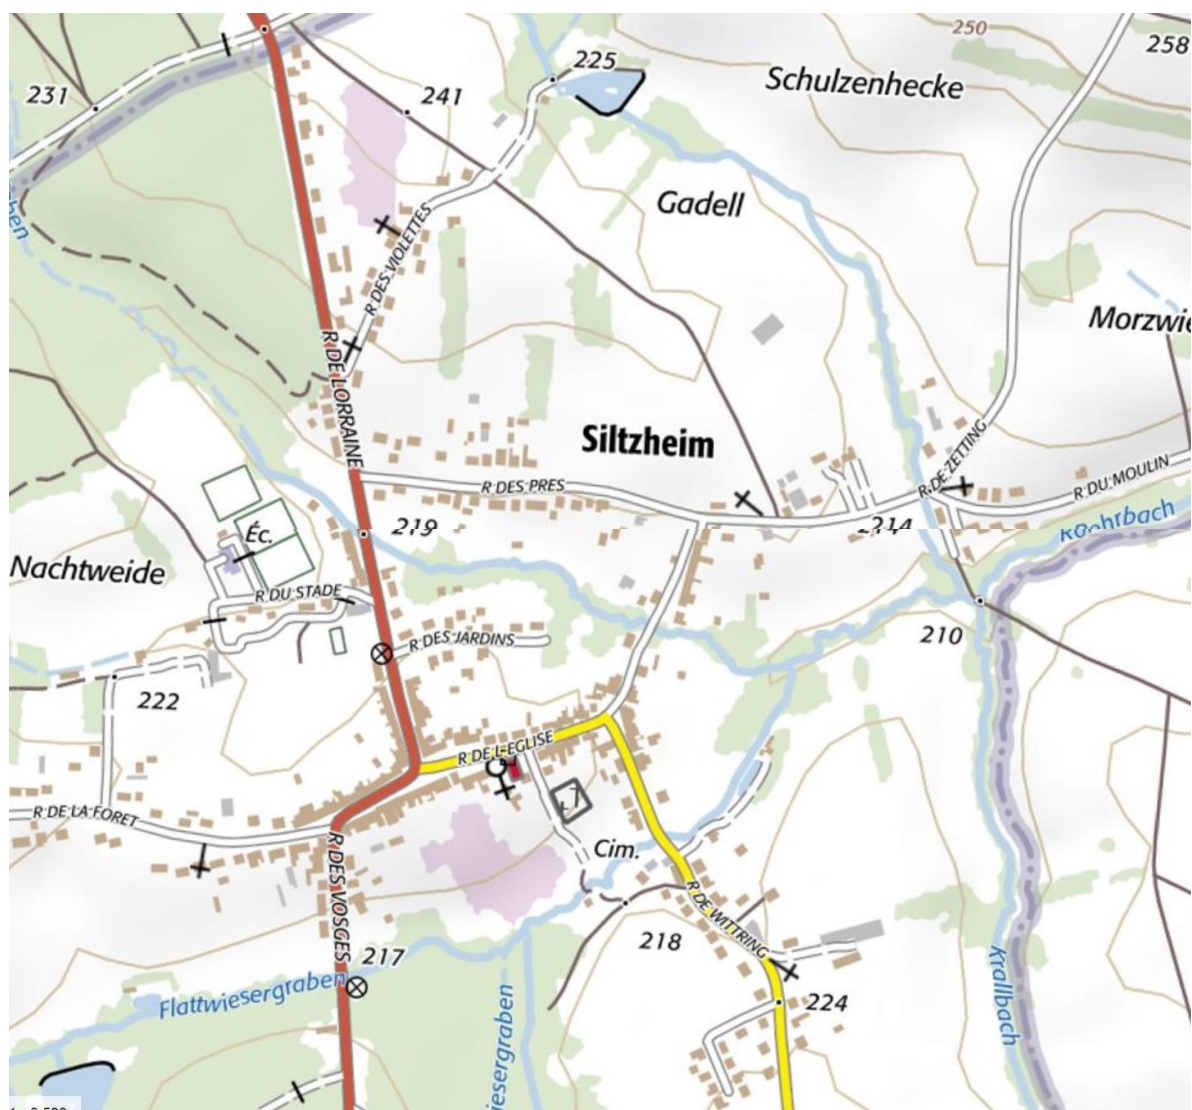 250
258
225
Schulzenhecke
231
241
Gadell
R DES VIOLETTES
Morzwie
R DE LORRAINE
Siltzheim
R DE ZETTING
R DU MOULIN
R DES PRES
219
214
Éc.
Nachtweide
R DU STADE
R DES JARDINS
210
222
R DE L'EGLISE
R DE LA FORET
Cim.
R DES VOSGES
R DE WITTRING
218
217
Flattwiesergraben
Krallbach
224
iesergraben